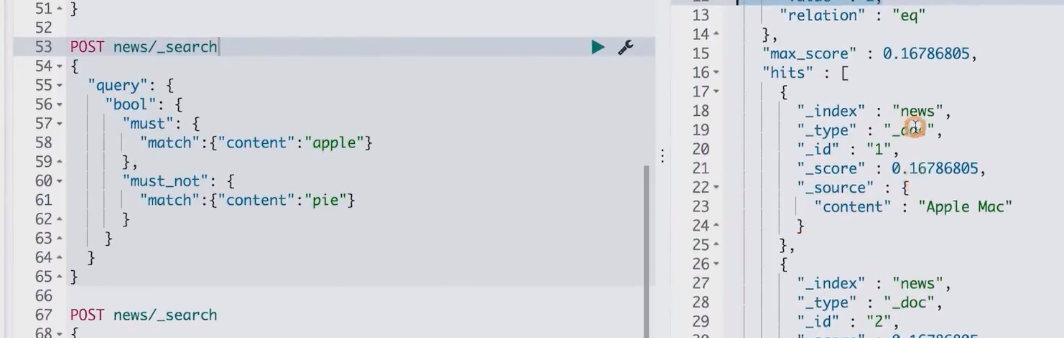 51 }
52
53 POST news/_search
54 {
55 "query": {
56 "bool": {
57 "must": {
58 "match":{"content":"apple"}
59 },
60 "must_not": {
61 "match":{"content":"pie"}
62 }
63 }
64 }
65 }
66
67 POST news/_search
68 {
13 "relation" : "eq"
14 },
15 "max_score" : 0.16786805,
16 "hits" : [
17 {
18 "_index" : "news",
19 "_type" : "_doc",
20 "_id" : "1",
21 "_score" : 0.16786805,
22 "_source" : {
23 "content" : "Apple Mac"
24 }
25 },
26 {
27 "_index" : "news",
28 "_type" : "_doc",
29 "_id" : "2",